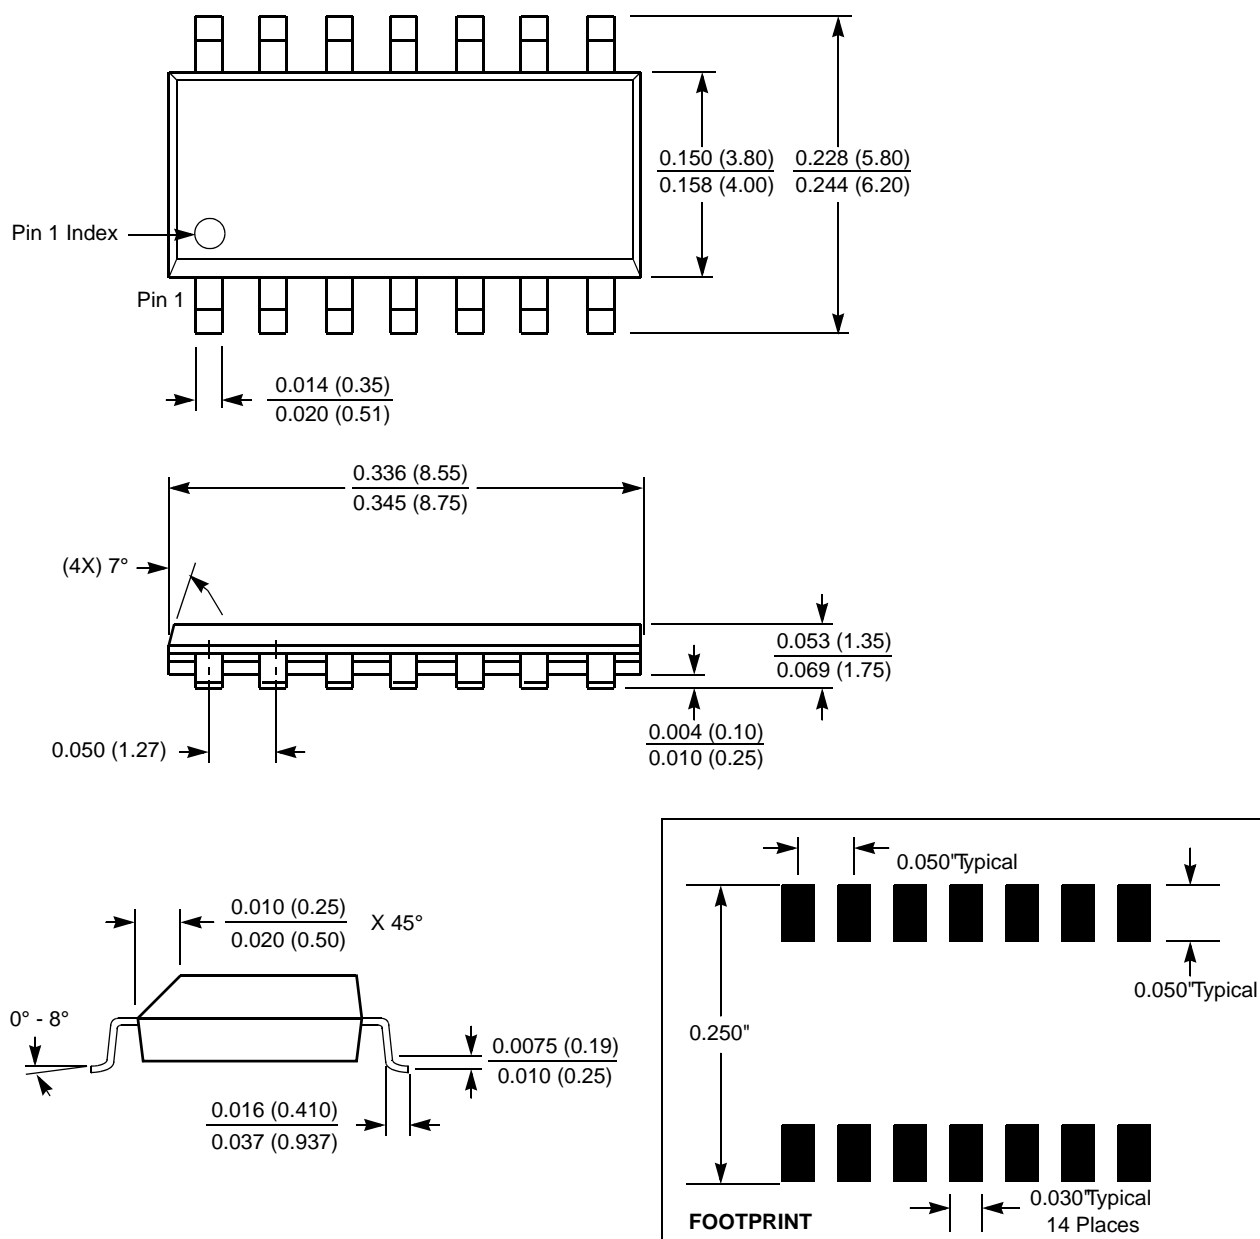 0.150 (3.80)
0.158 (4.00)
0.228 (5.80)
0.244 (6.20)
Pin 1 Index
Pin 1
0.014 (0.35)
0.020 (0.51)
0.336 (8.55)
0.345 (8.75)
(4X) 7°
0.053 (1.35)
0.069 (1.75)
0.004 (0.10)
0.010 (0.25)
0.050 (1.27)
0.010 (0.25)
0.020 (0.50)
X 45°
0° - 8°
0.0075 (0.19)
0.010 (0.25)
0.016 (0.410)
0.037 (0.937)
0.050"Typical
0.050"Typical
0.250"
0.030"Typical
14 Places
FOOTPRINT